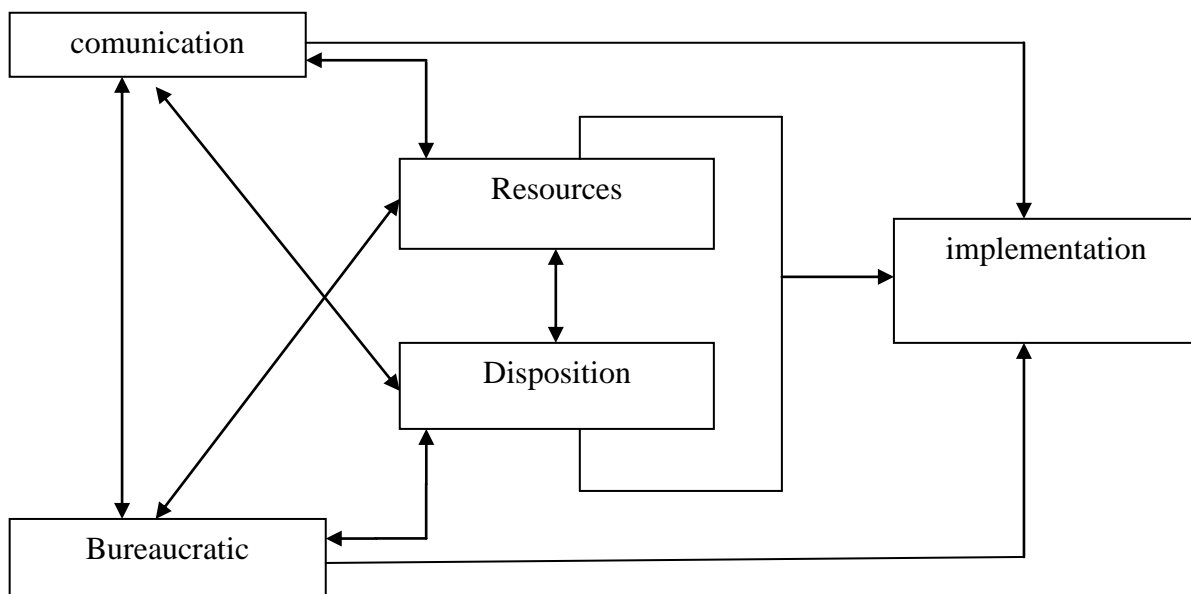 comunication
Resources
implementation
Disposition
Bureaucratic